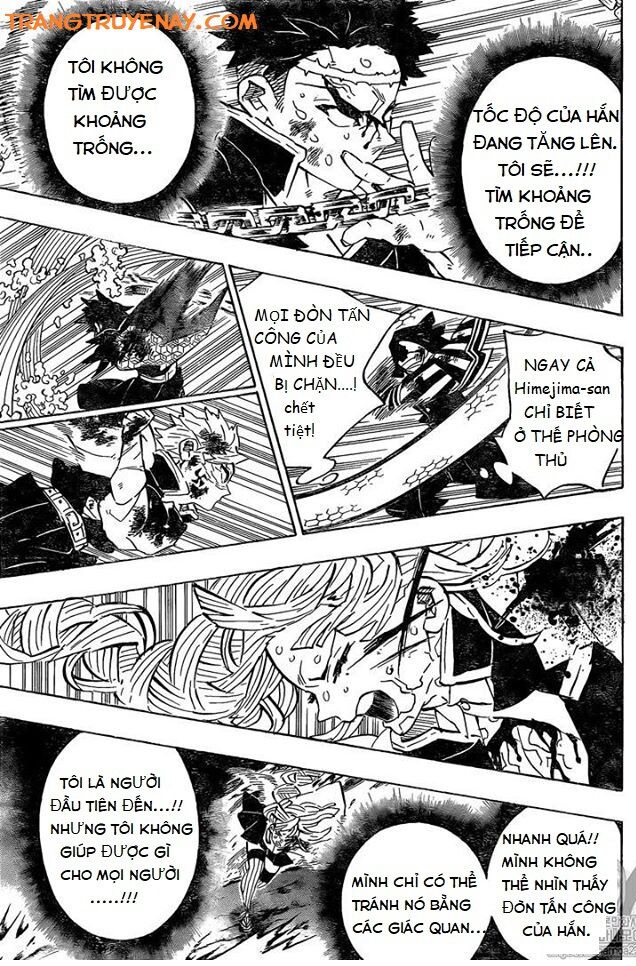 TRANGTRUYENAY.COM
TỐC ĐỘ CỦA HẮN
ĐANG TĂNG LÊN.
TÔI SẼ...!!!
TÌM KHOẢNG
TRỐNG ĐỂ
TIẾP CẬN..
TÔI KHÔNG
TÌM ĐƯỢC
KHOẢNG
TRỐNG...
NGAY CẢ
Himejima-san
CHỈ BIẾT
Ở THẾ PHÒNG
THỦ
MỌI ĐÒN TẤN
CÔNG CỦA
MÌNH ĐỀU
BỊ CHẶN....!
chết
tiệt!
NHANH QUÁ!!
MÌNH KHÔNG
THỂ NHÌN THẤY
ĐÒN TẤN CÔNG
CỦA HẮN.
MÌNH CHỈ CÓ THỂ
TRÁNH NÓ BẰNG
CÁC GIÁC QUAN...
TÔI LÀ NGƯỜI
ĐẦU TIÊN ĐẾN...!!
NHƯNG TÔI KHÔNG
GIÚP ĐƯỢC GÌ
CHO MỌI NGƯỜI
.....!!!